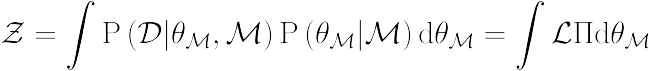 𝒵 = ∫ P (𝒟|θ_ℳ, ℳ) P (θ_ℳ|ℳ) dθ_ℳ = ∫ ℒΠdθ_ℳ